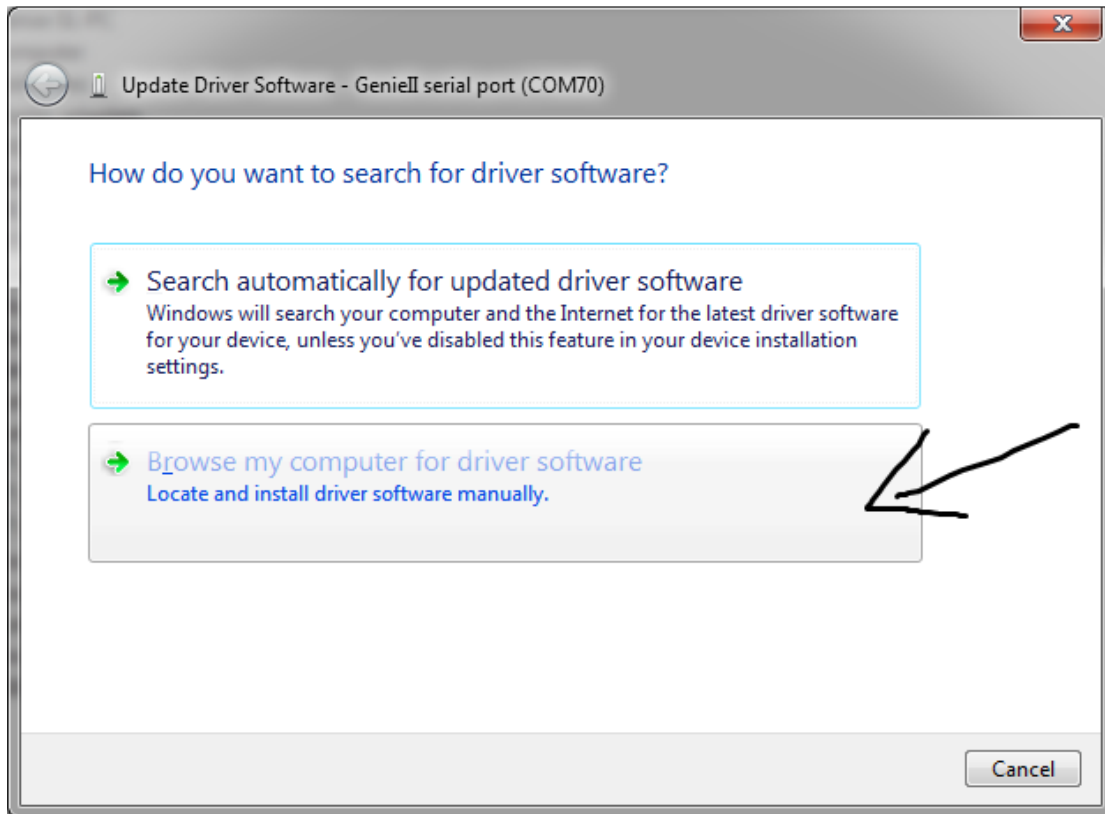 Update Driver Software - GenieII serial port (COM70)
How do you want to search for driver software?
Search automatically for updated driver software
Windows will search your computer and the Internet for the latest driver software
for your device, unless you've disabled this feature in your device installation
settings.
Browse my computer for driver software
Locate and install driver software manually.
Cancel